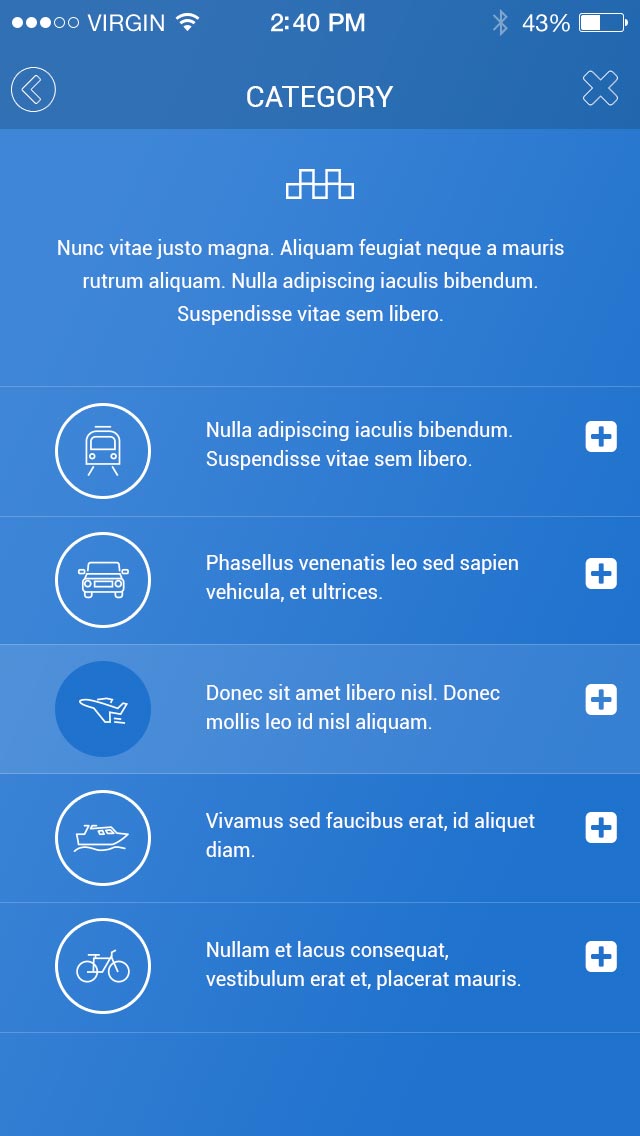 VIRGIN 2:40 PM 43%
CATEGORY
Nunc vitae justo magna. Aliquam feugiat neque a mauris
rutrum aliquam. Nulla adipiscing iaculis bibendum.
Suspendisse vitae sem libero.
Nulla adipiscing iaculis bibendum.
Suspendisse vitae sem libero.
Phasellus venenatis leo sed sapien
vehicula, et ultrices.
Donec sit amet libero nisl. Donec
mollis leo id nisl aliquam.
Vivamus sed faucibus erat, id aliquet
diam.
Nullam et lacus consequat,
vestibulum erat et, placerat mauris.